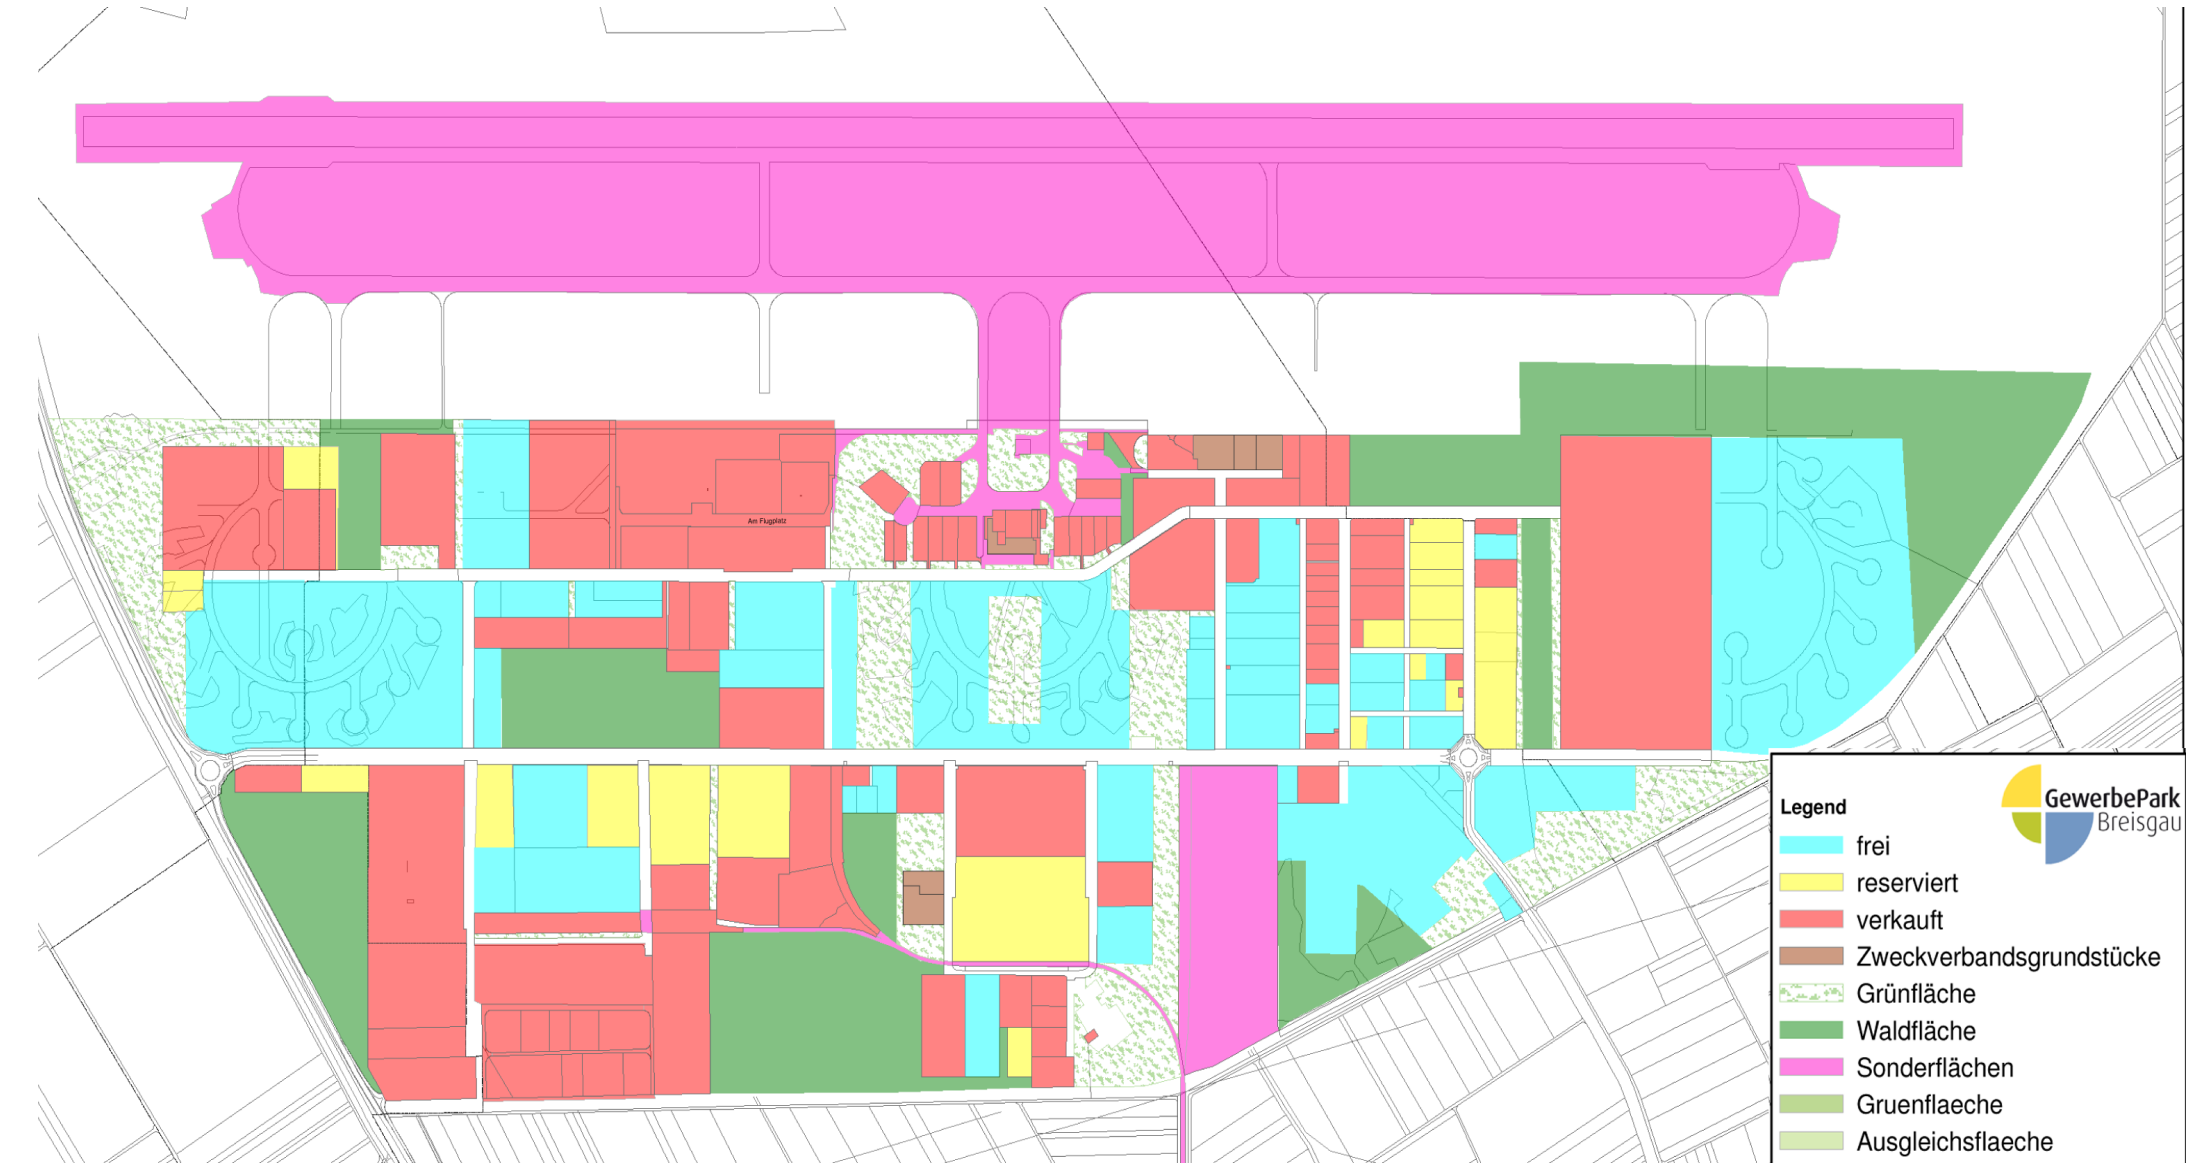 Am Flugplatz
GewerbePark
Breisgau
Legend
frei
reserviert
verkauft
Zweckverbandsgrundstücke
Grünfläche
Waldfläche
Sonderflächen
Gruenflaeche
Ausgleichsflaeche